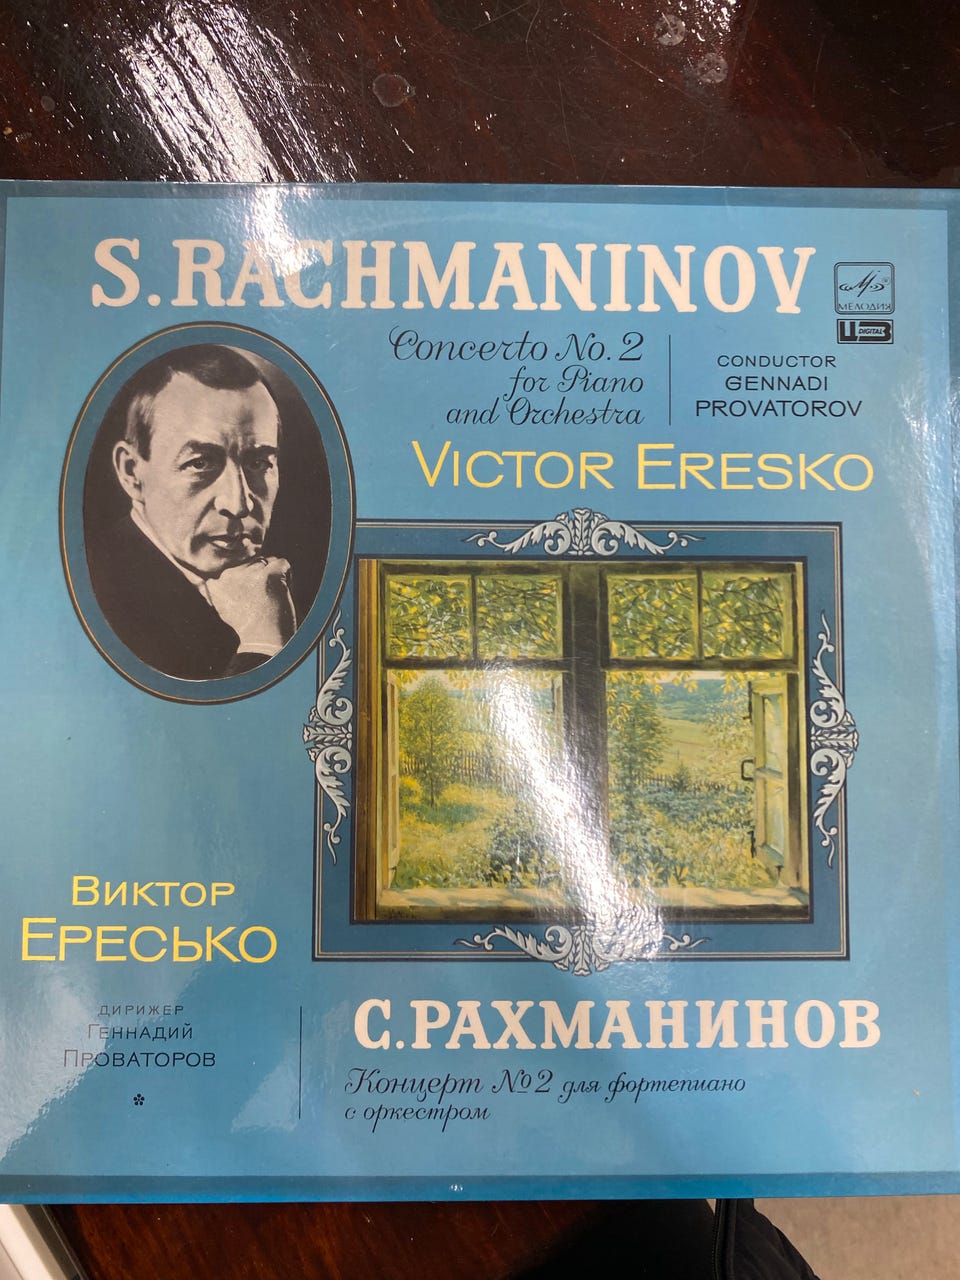 S.RACHMANINOV
МЕЛОДИЯ
Ц DIGITAL
Concerto No. 2
for Piano
and Orchestra
CONDUCTOR
GENNADI
PROVATOROV
VICTOR ERESKO
ВИКТОР
ЕРЕСЬКО
ДИРИЖЕР
ГЕННАДИЙ
ПРОВАТОРОВ
С.РАХМАНИНОВ
Концерт №2 для фортепиано
с оркестром